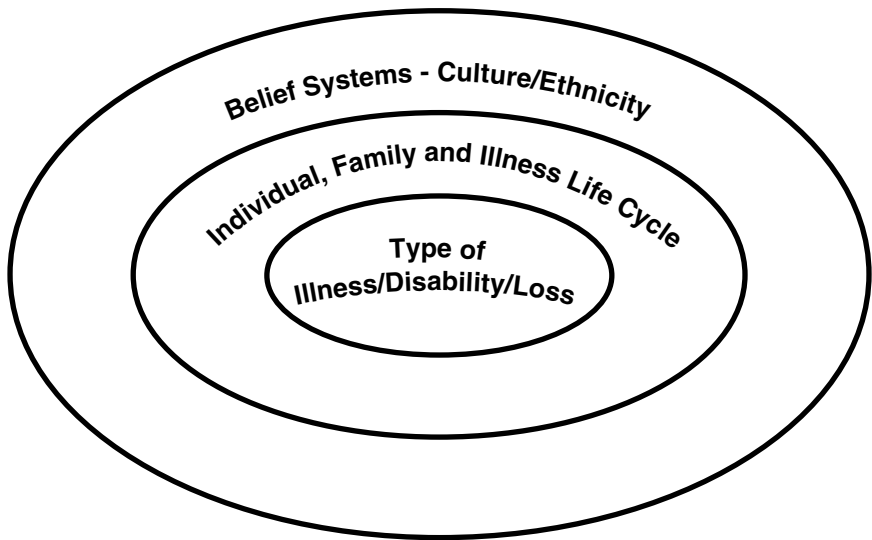 Belief Systems - Culture/Ethnicity
Individual, Family and Illness Life Cycle
Type of
Illness/Disability/Loss